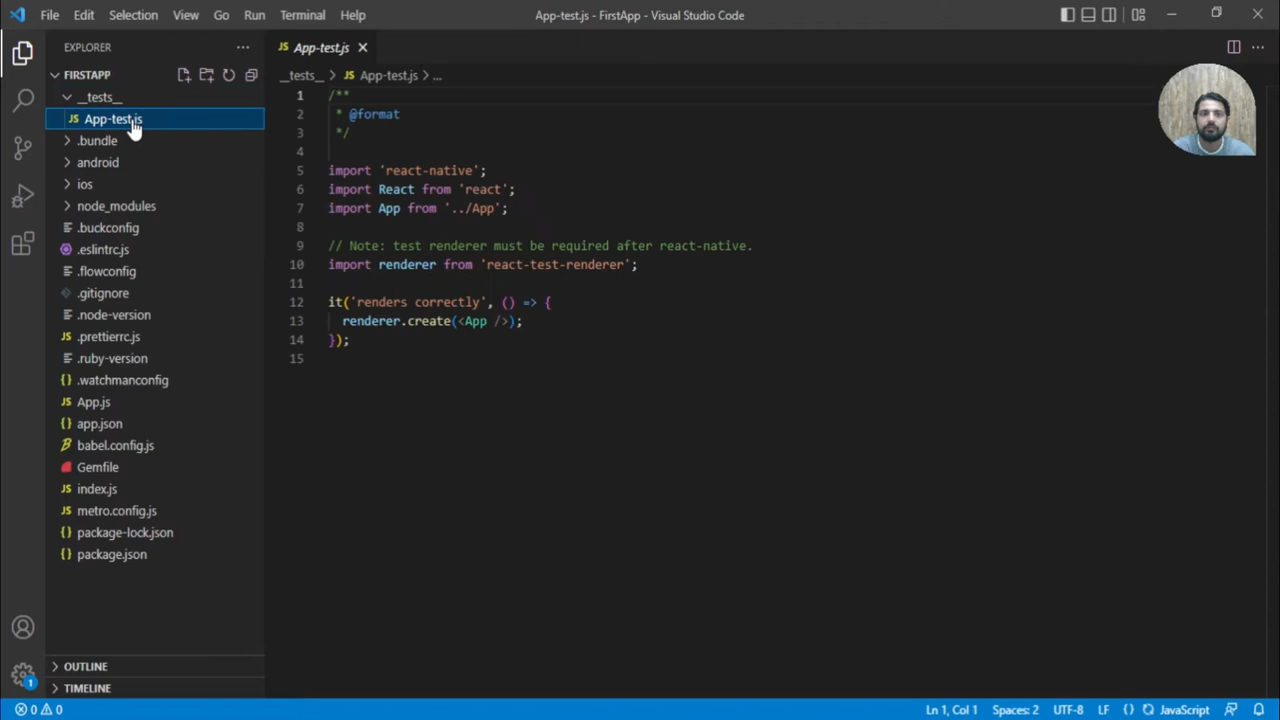 File Edit Selection View Go Run Terminal Help
App-test.js - FirstApp - Visual Studio Code
EXPLORER
FIRSTAPP
__tests__
JS App-test.js
.bundle
android
ios
node_modules
.buckconfig
.eslintrc.js
.flowconfig
.gitignore
.node-version
JS .prettierrc.js
.ruby-version
{} .watchmanconfig
JS App.js
{} app.json
babel.config.js
Gemfile
JS index.js
JS metro.config.js
{} package-lock.json
{} package.json
OUTLINE
TIMELINE
JS App-test.js
__tests__ > JS App-test.js > ...
1 /**
2 * @format
3 */
4
5 import 'react-native';
6 import React from 'react';
7 import App from '../App';
8
9 // Note: test renderer must be required after react-native.
10 import renderer from 'react-test-renderer';
11
12 it('renders correctly', () => {
13 renderer.create(<App />);
14 });
15
1
0 0
Ln 1, Col 1 Spaces: 2 UTF-8 LF {} JavaScript